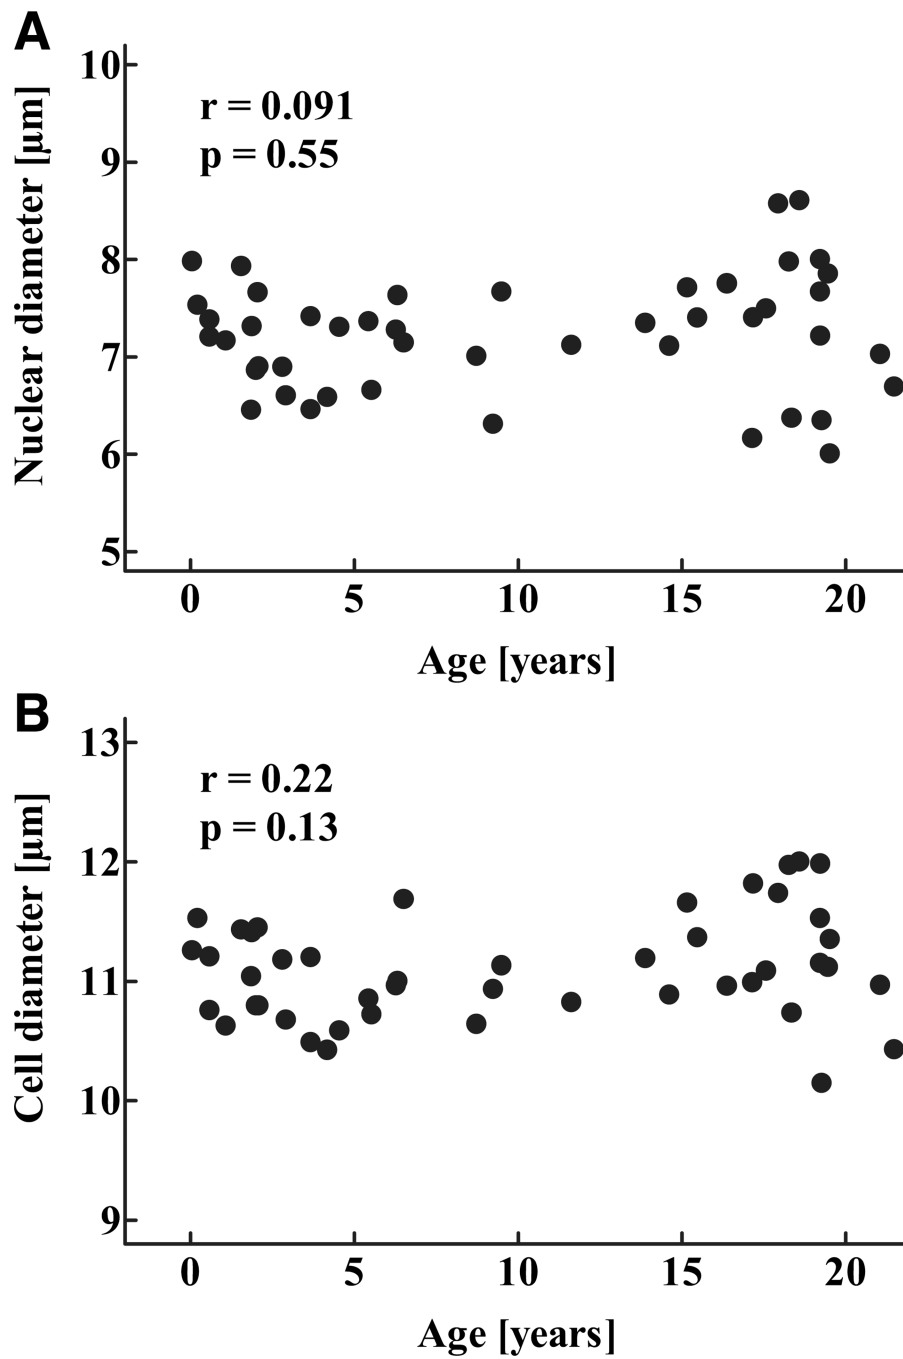 A
Nuclear diameter [µm]
10
9
8
7
6
5
r = 0.091
p = 0.55
0 5 10 15 20
Age [years]
B
Cell diameter [µm]
13
12
11
10
9
r = 0.22
p = 0.13
0 5 10 15 20
Age [years]